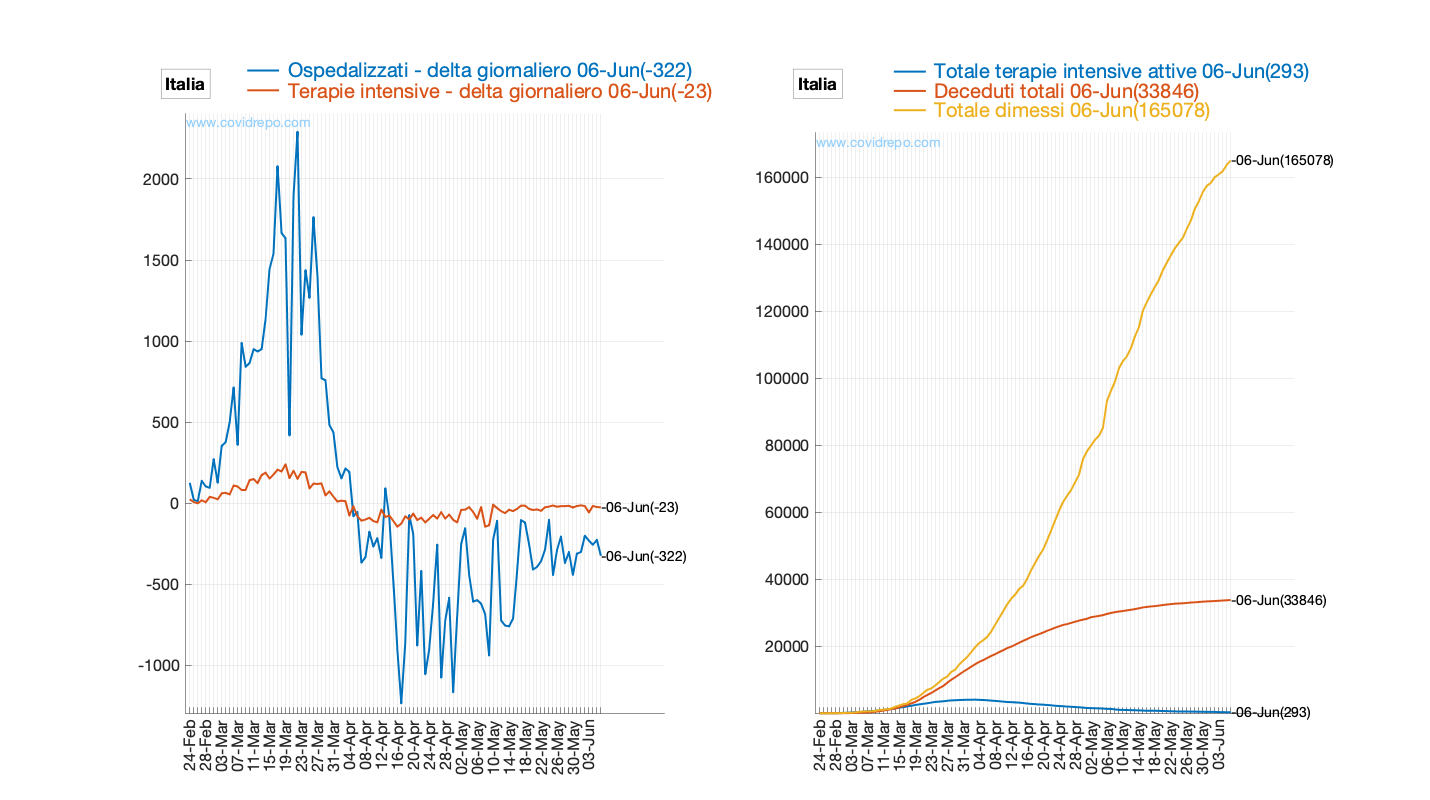 Italia
Ospedalizzati - delta giornaliero 06-Jun(-322)
Terapie intensive - delta giornaliero 06-Jun(-23)
www.covidrepo.com
2000
1500
1000
500
0
-500
-1000
-06-Jun(-23)
-06-Jun(-322)
24-Feb
28-Feb
03-Mar
07-Mar
11-Mar
15-Mar
19-Mar
23-Mar
27-Mar
31-Mar
04-Apr
08-Apr
12-Apr
16-Apr
20-Apr
24-Apr
28-Apr
02-May
06-May
10-May
14-May
18-May
22-May
26-May
30-May
03-Jun
Italia
Totale terapie intensive attive 06-Jun(293)
Deceduti totali 06-Jun(33846)
Totale dimessi 06-Jun(165078)
www.covidrepo.com
160000
140000
120000
100000
80000
60000
40000
20000
-06-Jun(165078)
-06-Jun(33846)
-06-Jun(293)
24-Feb
28-Feb
03-Mar
07-Mar
11-Mar
15-Mar
19-Mar
23-Mar
27-Mar
31-Mar
04-Apr
08-Apr
12-Apr
16-Apr
20-Apr
24-Apr
28-Apr
02-May
06-May
10-May
14-May
18-May
22-May
26-May
30-May
03-Jun